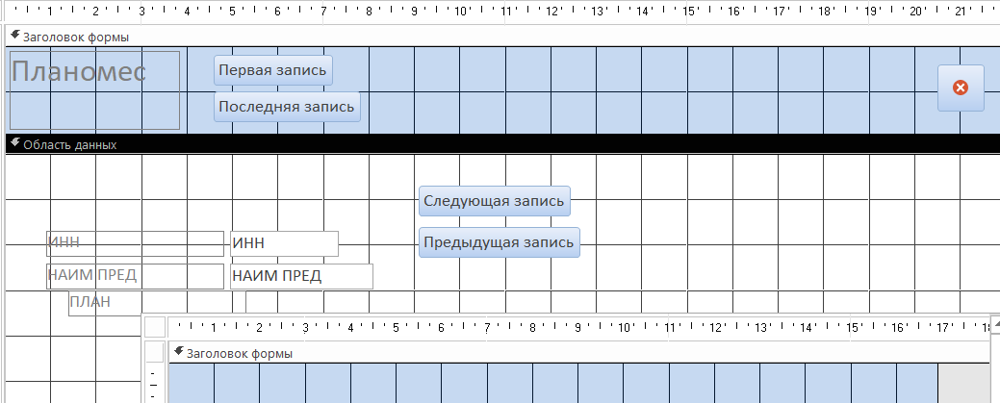 1 2 3 4 5 6 7 8 9 10 11 12 13 14 15 16 17 18 19 20 21
Заголовок формы
Планомес
Первая запись
Последняя запись
Область данных
Следующая запись
ИНН ИНН
Предыдущая запись
НАИМ ПРЕД НАИМ ПРЕД
ПЛАН
1 2 3 4 5 6 7 8 9 10 11 12 13 14 15 16 17 18
Заголовок формы